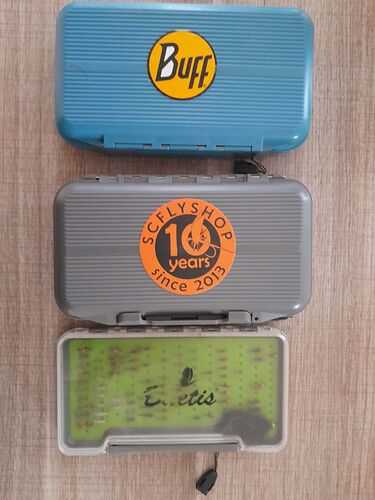 Buff
SCFLYSHOP
10
years
since 2013